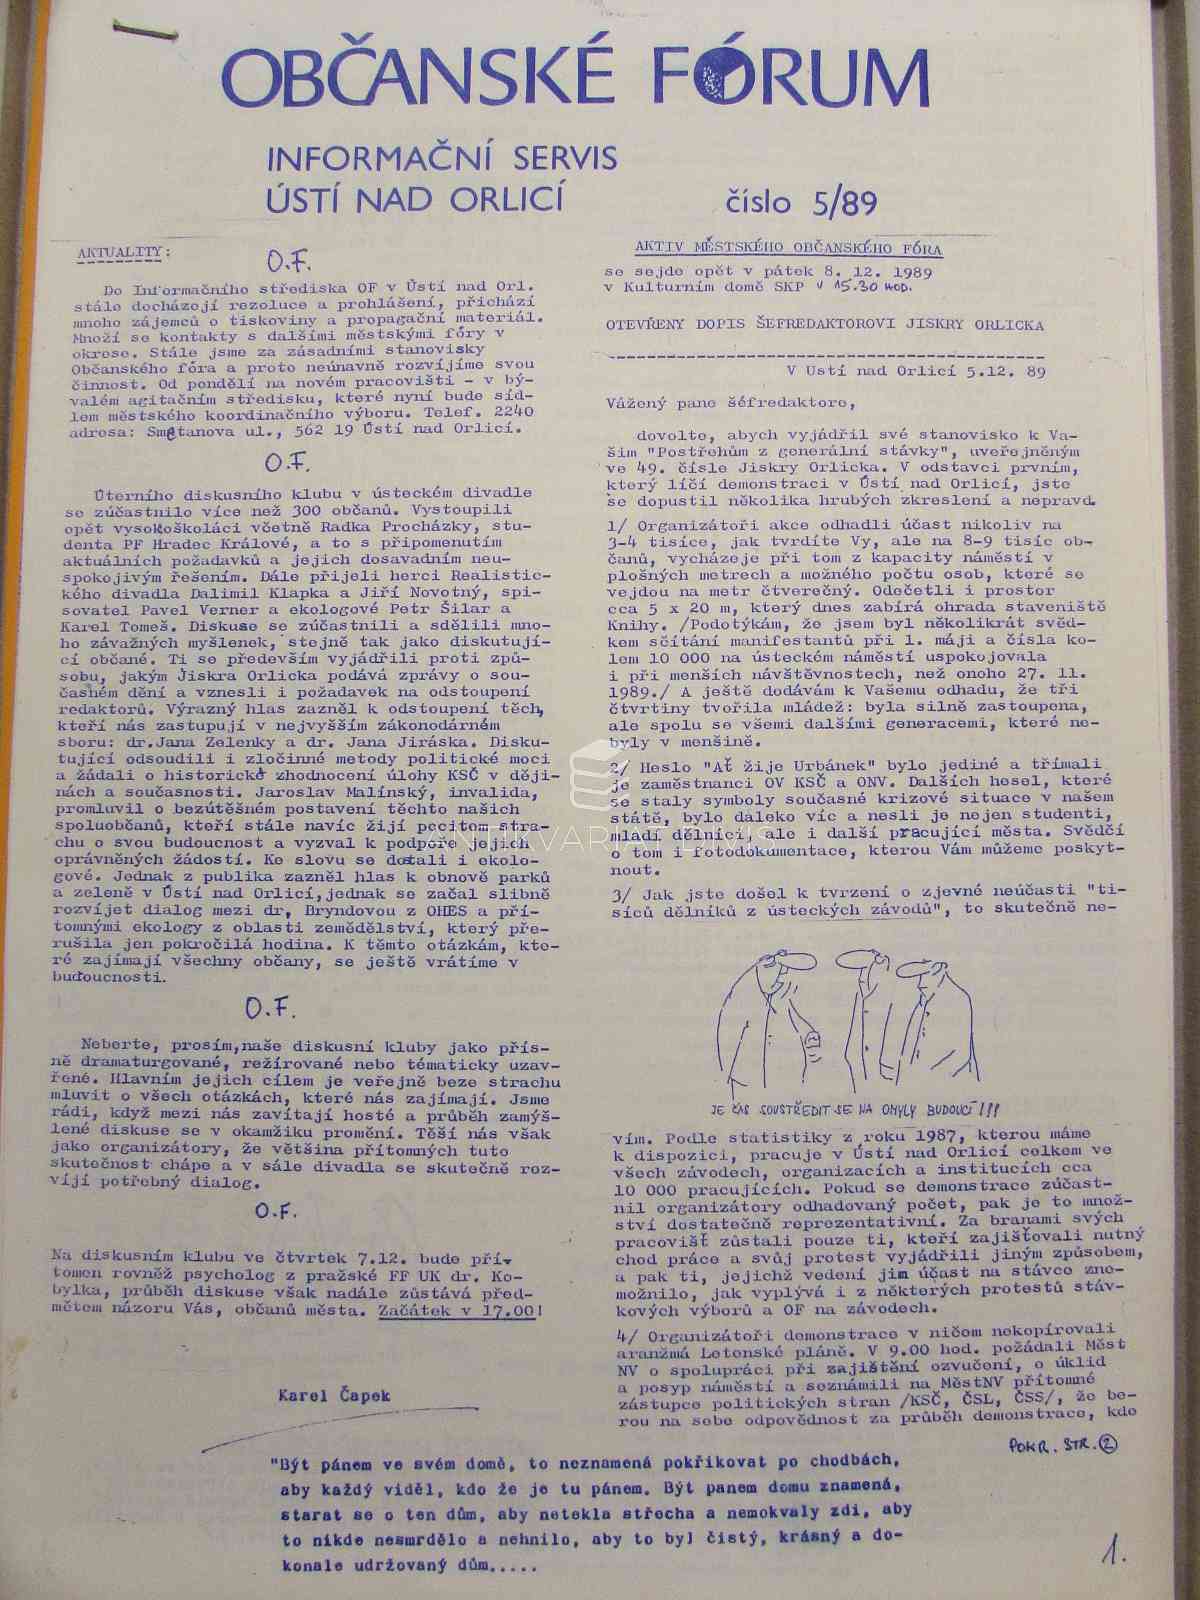 OBČANSKÉ FÓRUM
INFORMAČNÍ SERVIS
ÚSTÍ NAD ORLICÍ
číslo 5/89
AKTUALITY:
O.F.
Do Informačního střediska OF v Ústí nad Orl.
stále docházejí rezoluce a prohlášení, přichází
mnoho zájemců o tiskoviny a propagační materiál.
Množí se kontakty s dalšími městskými fóry v
okrese. Stále jsme za zásadními stanovisky
Občanského fóra a proto neúnavně rozvíjíme svou
činnost. Od pondělí na novém pracovišti - v bý-
valém agitačním středisku, které nyní bude síd-
lem městského koordinačního výboru. Telef. 2240
adresa: Smetanova ul., 562 19 Ústí nad Orlicí.
O.F.
Úterního diskusního klubu v ústeckém divadle
se zúčastnilo více než 300 občanů. Vystoupili
opět vysokoškoláci včetně Radka Procházky, stu-
denta PF Hradec Králové, a to s připomenutím
aktuálních požadavků a jejich dosavadním neu-
spokojivým řešením. Dále přijeli herci Realistic-
kého divadla Dalimil Klapka a Jiří Novotný, spi-
sovatel Pavel Verner a ekologové Petr Šilar a
Karel Tomeš. Diskuse se zúčastnili a sdělili mno-
ho závažných myšlenek, stejně tak jako diskutují-
cí občané. Ti se především vyjádřili proti způ-
sobu, jakým Jiskra Orlicka podává zprávy o sou-
časném dění a vznesli i požadavek na odstoupení
redaktorů. Výrazný hlas zazněl k odstoupení těch,
kteří nás zastupují v nejvyšším zákonodárném
sboru: dr.Jana Zelenky a dr. Jana Jiráska. Disku-
tující odsoudili i zločinné metody politické moci
a žádali o historické zhodnocení úlohy KSČ v ději-
nách a současnosti. Jaroslav Malínský, invalida,
promluvil o bezútěšném postavení těchto našich
spoluobčanů, kteří stále navíc žijí pocitem stra-
chu o svou budoucnost a vyzval k podpoře jejich
oprávněných žádostí. Ke slovu se dostali i ekolo-
gové. Jednak z publika zazněl hlas k obnově parků
a zeleně v Ústí nad Orlicí,jednak se začal slibně
rozvíjet dialog mezi dr. Bryndovou z OHES a pří-
tomnými ekology z oblasti zemědělství, který pře-
rušila jen pokročilá hodina. K těmto otázkám, kte-
ré zajímají všechny občany, se ještě vrátíme v
budoucnosti.
O.F.
Neberte, prosím,naše diskusní kluby jako přís-
ně dramaturgované, režírované nebo tématicky uzav-
řené. Hlavním jejich cílem je veřejně beze strachu
mluvit o všech otázkách, které nás zajímají. Jsme
rádi, když mezi nás zavítají hosté a průběh zamýš-
lené diskuse se v okamžiku promění. Těší nás však
jako organizátory, že většina přítomných tuto
skutečnost chápe a v sále divadla se skutečně roz-
víjí potřebný dialog.
O.F.
Na diskusním klubu ve čtvrtek 7.12. bude pří-
tomen rovněž psycholog z pražské FF UK dr. Ko-
bylka, průběh diskuse však nadále zůstává před-
mětem názoru Vás, občanů města. Začátek v 17.00!
AKTIV MĚSTSKÉHO OBČANSKÉHO FÓRA
se sejde opět v pátek 8. 12. 1989
v Kulturním domě SKP v 15.30 hod.
OTEVŘENÝ DOPIS ŠEFREDAKTOROVI JISKRY ORLICKA
V Ústí nad Orlicí 5.12. 89
Vážený pane šéfredaktore,
dovolte, abych vyjádřil své stanovisko k Va-
šim "Postřehům z generální stávky", uveřejněným
ve 49. čísle Jiskry Orlicka. V odstavci prvním,
který líčí demonstraci v Ústí nad Orlicí, jste
se dopustil několika hrubých zkreslení a nepravd.
1/ Organizátoři akce odhadli účast nikoliv na
3-4 tisíce, jak tvrdíte Vy, ale na 8-9 tisíc ob-
čanů, vycházeje při tom z kapacity náměstí v
plošných metrech a možného počtu osob, které se
vejdou na metr čtverečný. Odečetli i prostor
cca 5 x 20 m, který dnes zabírá ohrada staveniště
Knihy. /Podotýkám, že jsem byl několikrát svěd-
kem sčítání manifestantů při 1. máji a čísla ko-
lem 10 000 na ústeckém náměstí uspokojovala
i při menších návštěvnostech, než onoho 27. 11.
1989./ A ještě dodávám k Vašemu odhadu, že tři
čtvrtiny tvořila mládež: byla silně zastoupena,
ale spolu se všemi dalšími generacemi, které ne-
byly v menšině.
2/ Heslo "Ať žije Urbánek" bylo jediné a třímali
je zaměstnanci OV KSČ a ONV. Dalších hesel, které
se staly symboly současné krizové situace v našem
státě, bylo daleko víc a nesli je nejen studenti,
mladí dělníci, ale i další pracující města. Svědčí
o tom i fotodokumentace, kterou Vám můžeme poskyt-
nout.
3/ Jak jste došel k tvrzení o zjevné neúčasti "ti-
síců dělníků z ústeckých závodů", to skutečně ne-
JE ČAS SOUSTŘEDIT SE NA OMYLY BUDOUCÍ!!!
vím. Podle statistiky z roku 1987, kterou máme
k dispozici, pracuje v Ústí nad Orlicí celkem ve
všech závodech, organizacích a institucích cca
10 000 pracujících. Pokud se demonstrace zúčast-
nil organizátory odhadovaný počet, pak je to množ-
ství dostatečně reprezentativní. Za branami svých
pracovišť zůstali pouze ti, kteří zajišťovali nutný
chod práce a svůj protest vyjádřili jiným způsobem,
a pak ti, jejichž vedení jim účast na stávce zne-
možnilo, jak vyplývá i z některých protestů stáv-
kových výborů a OF na závodech.
4/ Organizátoři demonstrace v ničem nekopírovali
aranžmá Letenské pláně. V 9.00 hod. požádali Měst
NV o spolupráci při zajištění ozvučení, o úklid
a posyp náměstí a seznámili na MěstNV přítomné
zástupce politických stran /KSČ, ČSL, ČSS/, že be-
rou na sebe odpovědnost za průběh demonstrace, kde
POKR. STR. 2
Karel Čapek
"Být pánem ve svém domě, to neznamená pokřikovat po chodbách,
aby každý viděl, kdo že je tu pánem. Být panem domu znamená,
starat se o ten dům, aby netekla střecha a nemokvaly zdi, aby
to nikde nesmrdělo a nehnilo, aby to byl čistý, krásný a do-
konale udržovaný dům.....
1.
ANTIKVARIÁT DIVIŠ